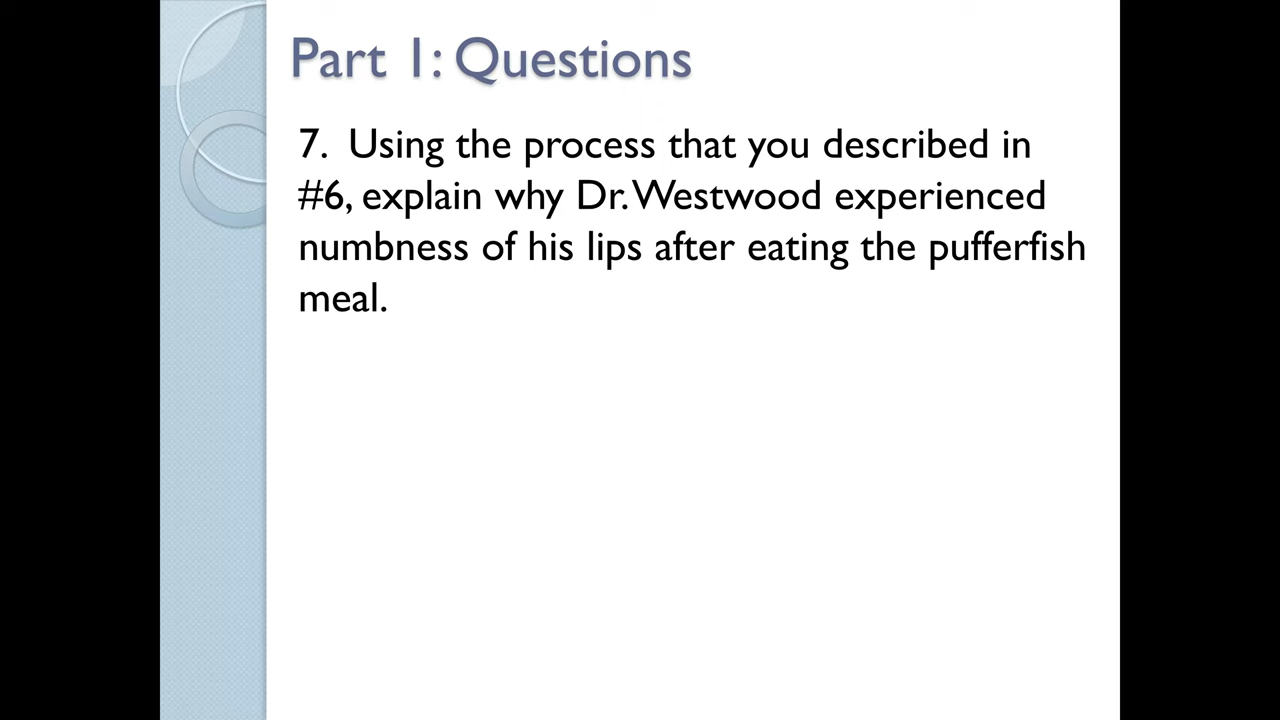 Part 1: Questions
7. Using the process that you described in
#6, explain why Dr. Westwood experienced
numbness of his lips after eating the pufferfish
meal.